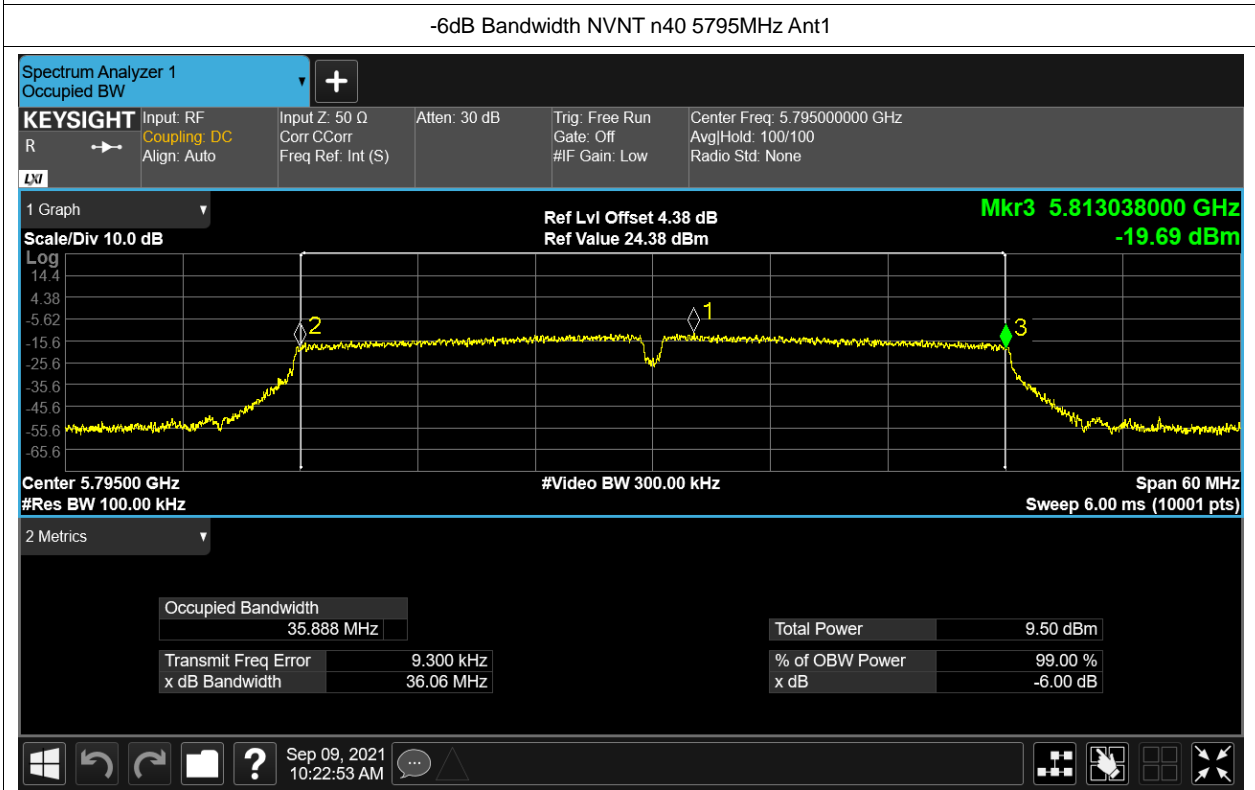 -6dB Bandwidth NVNT n40 5795MHz Ant1
Spectrum Analyzer 1
Occupied BW
KEYSIGHT
R
LXI
Input: RF
Coupling: DC
Align: Auto
Input Z: 50 Ω
Corr CCorr
Freq Ref: Int (S)
Atten: 30 dB
Trig: Free Run
Gate: Off
#IF Gain: Low
Center Freq: 5.795000000 GHz
Avg|Hold: 100/100
Radio Std: None
1 Graph
Scale/Div 10.0 dB
Ref Lvl Offset 4.38 dB
Ref Value 24.38 dBm
Mkr3 5.813038000 GHz
-19.69 dBm
Log
14.4
4.38
-5.62
-15.6
-25.6
-35.6
-45.6
-55.6
-65.6
2
1
3
Center 5.79500 GHz
#Video BW 300.00 kHz
Span 60 MHz
#Res BW 100.00 kHz
Sweep 6.00 ms (10001 pts)
2 Metrics
Occupied Bandwidth
35.888 MHz
Total Power 9.50 dBm
Transmit Freq Error 9.300 kHz
% of OBW Power 99.00 %
x dB Bandwidth 36.06 MHz
x dB -6.00 dB
?
Sep 09, 2021
10:22:53 AM